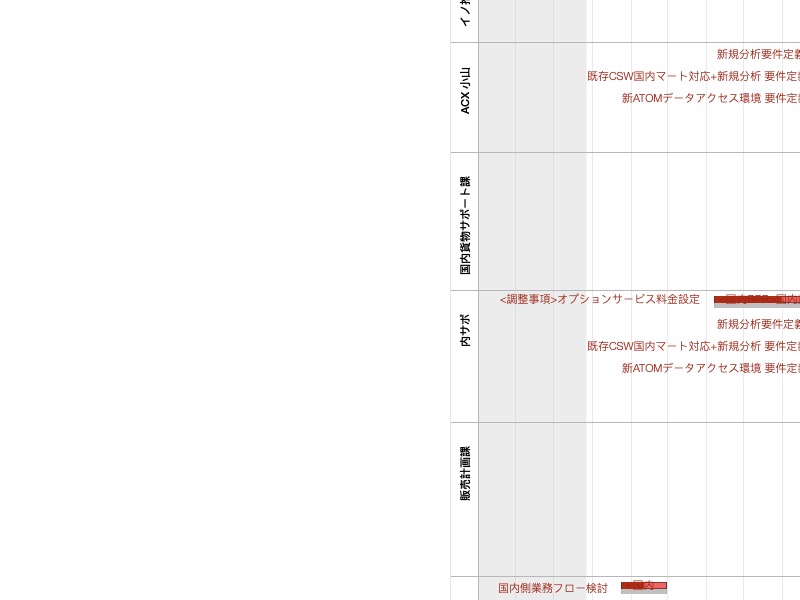 イノ
新規分析要件定義
ACX 小山
既存CSW国内マート対応+新規分析 要件定義
新ATOMデータアクセス環境 要件定義
国内貨物サポート課
<調整事項>オプションサービス料金設定
内サポ
新規分析要件定義
既存CSW国内マート対応+新規分析 要件定義
新ATOMデータアクセス環境 要件定義
販売計画課
国内側業務フロー検討
国内